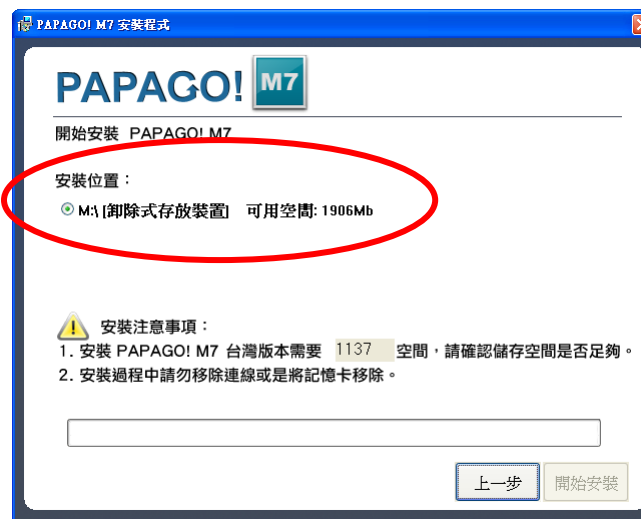 PAPAGO! M7 安裝程式
PAPAGO! M7
開始安裝 PAPAGO! M7
安裝位置：
M:\ [卸除式存放裝置] 可用空間: 1906Mb
安裝注意事項：
1. 安裝 PAPAGO! M7 台灣版本需要 1137 空間，請確認儲存空間是否足夠。
2. 安裝過程中請勿移除連線或是將記憶卡移除。
上一步 開始安裝